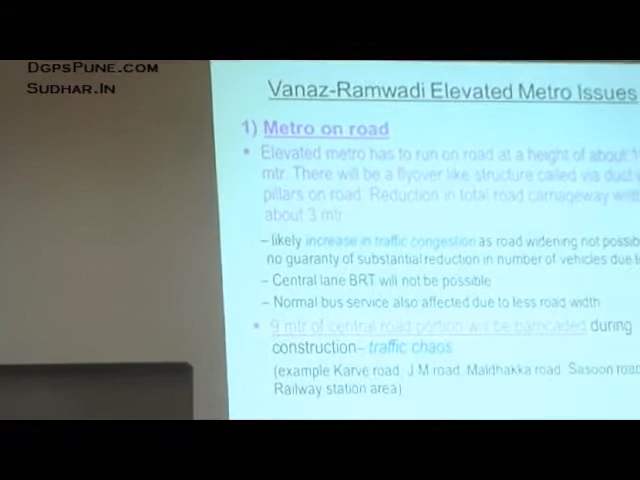 DGPSPUNE.COM
SUDHAR.IN
Vanaz-Ramwadi Elevated Metro Issues
1) Metro on road
• Elevated metro has to run on road at a height of about
mtr. There will be a flyover like structure called via duct
pillars on road. Reduction in total road carriageway
about 3 mtr
– likely increase in traffic congestion as road widening not
no guaranty of substantial reduction in number of vehicles due
– Central lane BRT will not be possible
– Normal bus service also affected due to less road width
• 9 mtr of central road portion will be barricaded during
construction– traffic chaos
(example Karve road, J M road, Maldhakka road, Sasoon
Railway station area)